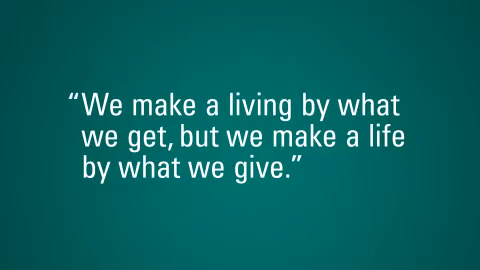 “We make a living by what
we get, but we make a life
by what we give.”